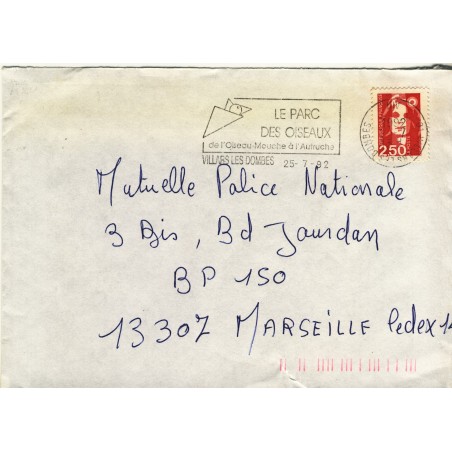 LE PARC
DES OISEAUX
de l'Oiseau-Mouche à l'Autruche
VILLARS LES DOMBES 25-7-92
2,50
Mutuelle Police Nationale
3 Bis, Bd Jourdan
BP 150
13307 MARSEILLE Cedex 14